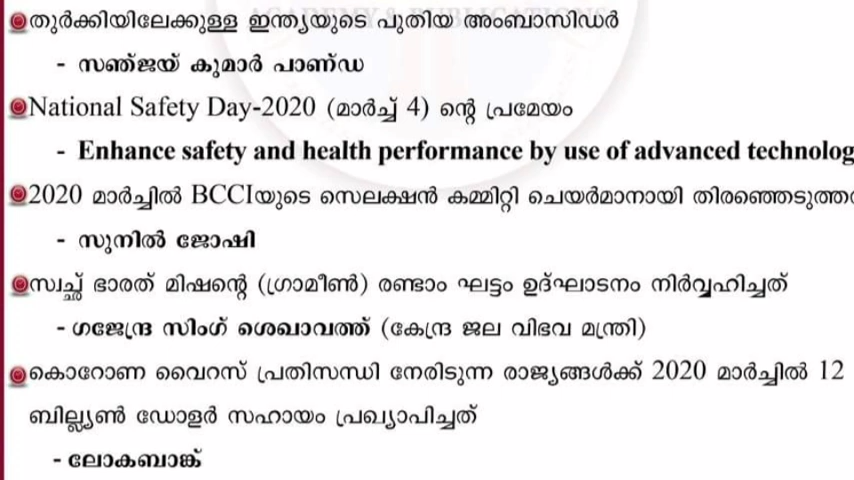 തുർക്കിയിലേക്കുള്ള ഇന്ത്യയുടെ പുതിയ അംബാസിഡർ
- സഞ്ജയ് കുമാർ പാണ്ഡ
National Safety Day-2020 (മാർച്ച് 4) ന്റെ പ്രമേയം
- Enhance safety and health performance by use of advanced technolog
2020 മാർച്ചിൽ BCCIയുടെ സെലക്ഷൻ കമ്മിറ്റി ചെയർമാനായി തിരഞ്ഞെടുത്ത
- സുനിൽ ജോഷി
സ്വച്ഛ് ഭാരത് മിഷന്റെ (ഗ്രാമീൺ) രണ്ടാം ഘട്ടം ഉദ്ഘാടനം നിർവ്വഹിച്ചത്
- ഗജേന്ദ്ര സിംഗ് ശെഖാവത്ത് (കേന്ദ്ര ജല വിഭവ മന്ത്രി)
കൊറോണ വൈറസ് പ്രതിസന്ധി നേരിടുന്ന രാജ്യങ്ങൾക്ക് 2020 മാർച്ചിൽ 12
ബില്ല്യൺ ഡോളർ സഹായം പ്രഖ്യാപിച്ചത്
- ലോകബാങ്ക്